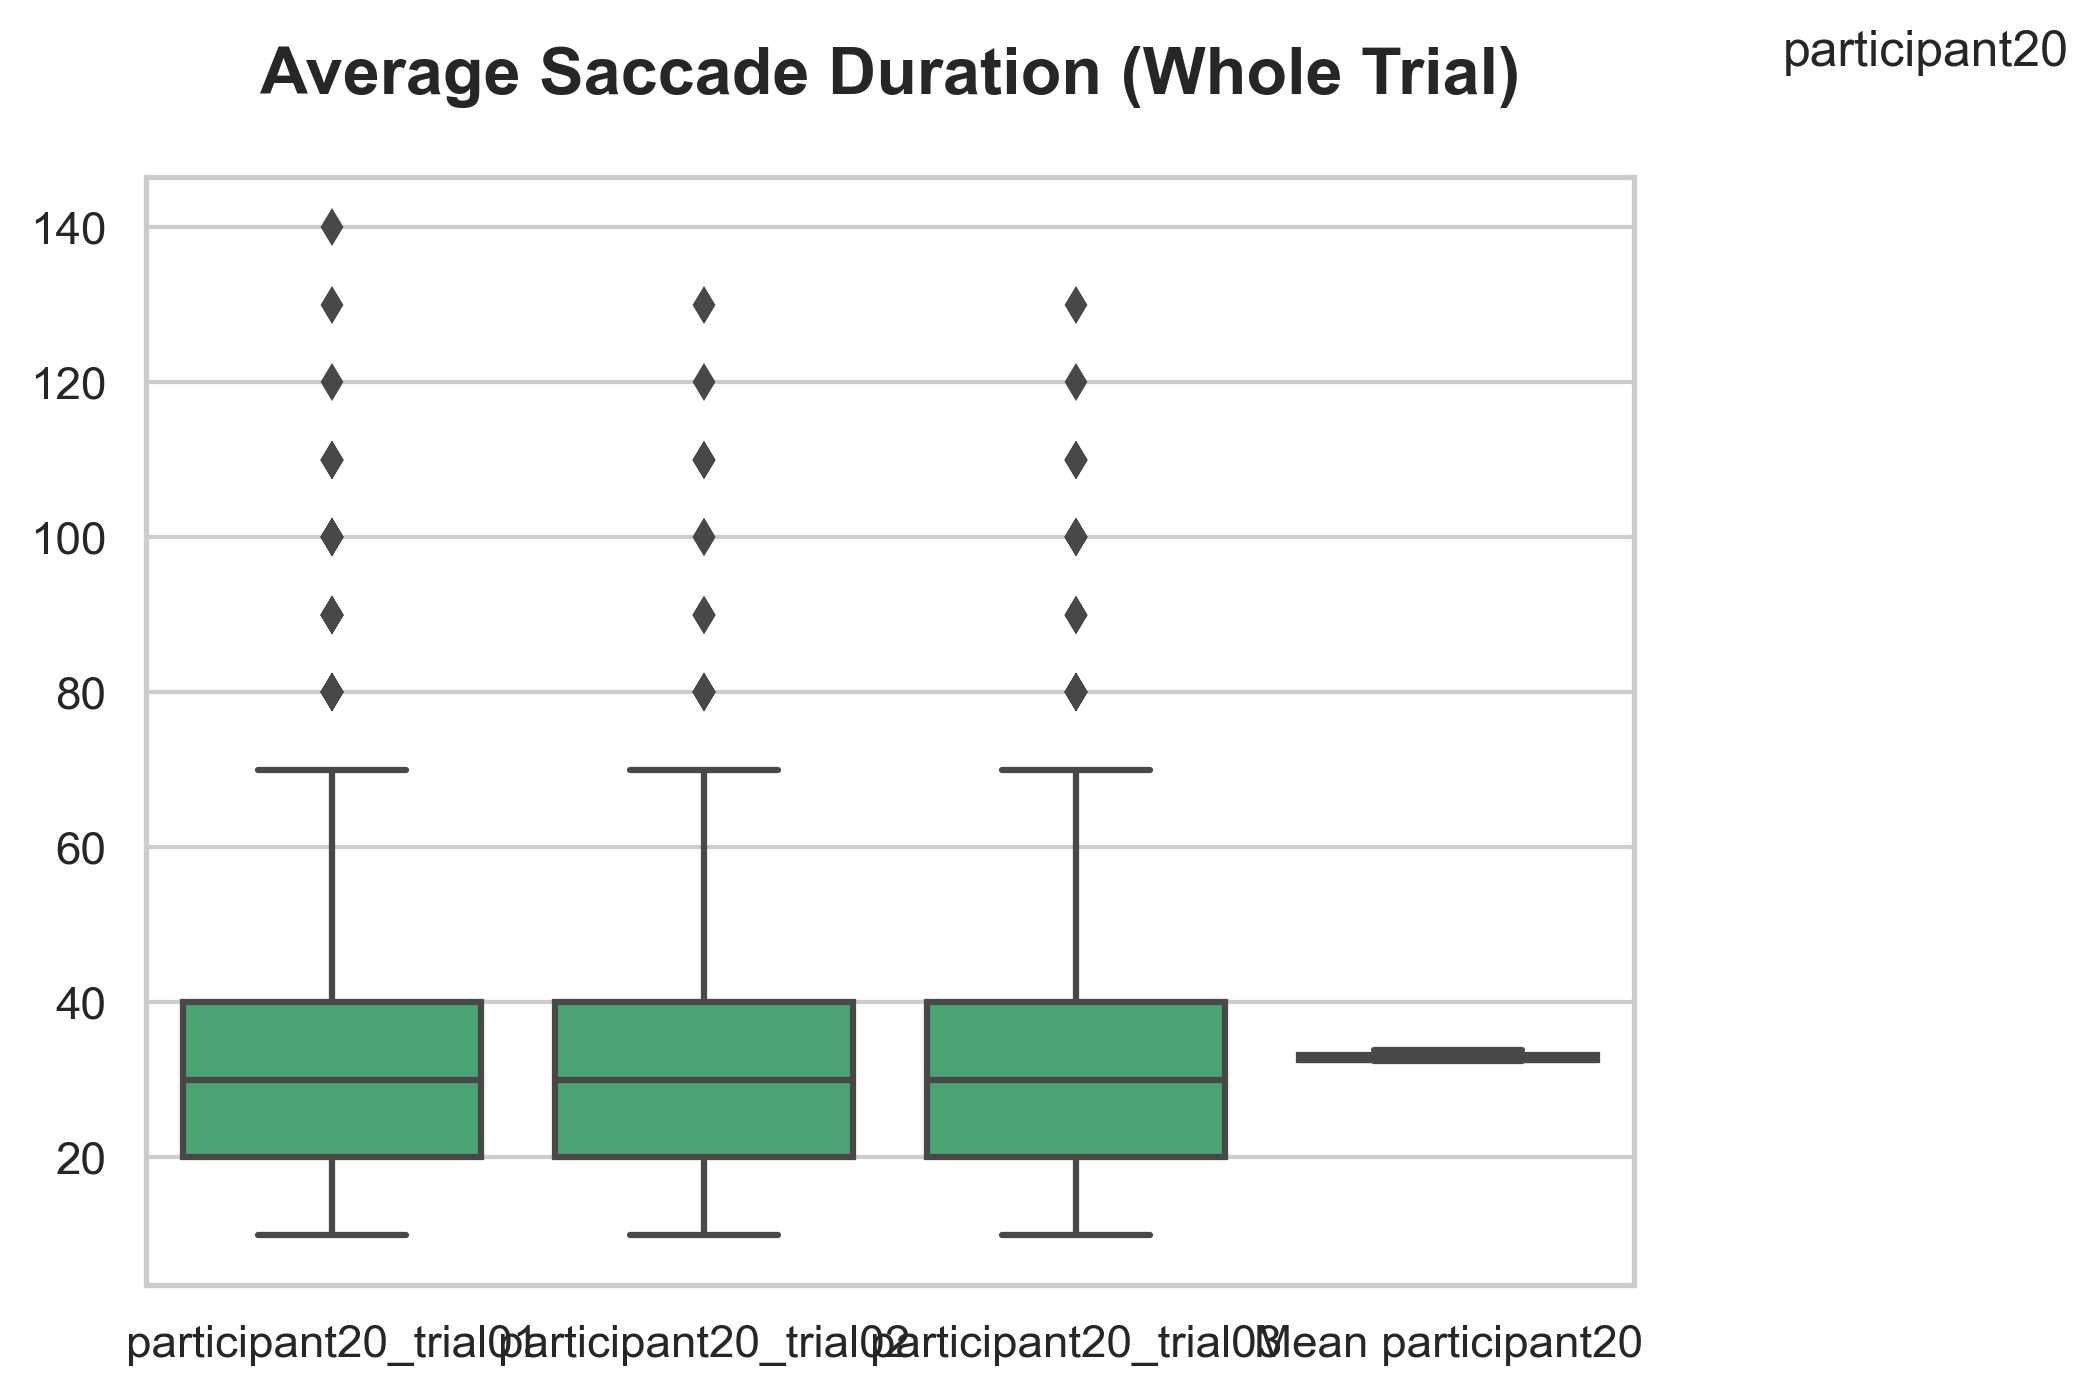 participant20
Average Saccade Duration (Whole Trial)
140
120
100
80
60
40
20
participant20_trial01
participant20_trial02
participant20_trial03
Mean participant20